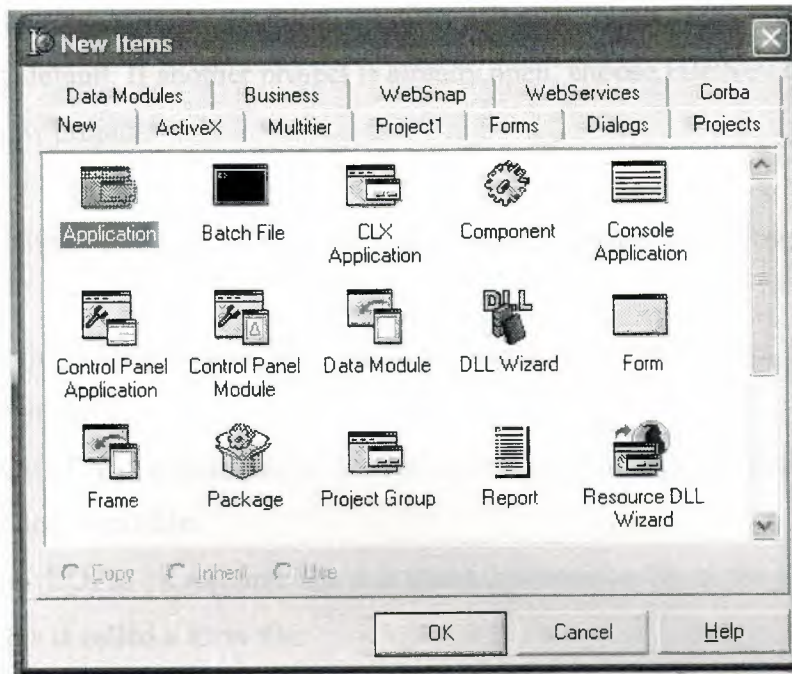 New Items
Data Modules Business WebSnap WebServices Corba
New ActiveX Multitier Project1 Forms Dialogs Projects
Application Batch File CLX Application Component Console Application
Control Panel Application Control Panel Module Data Module DLL Wizard Form
Frame Package Project Group Report Resource DLL Wizard
Copy Inherit Use
OK Cancel Help